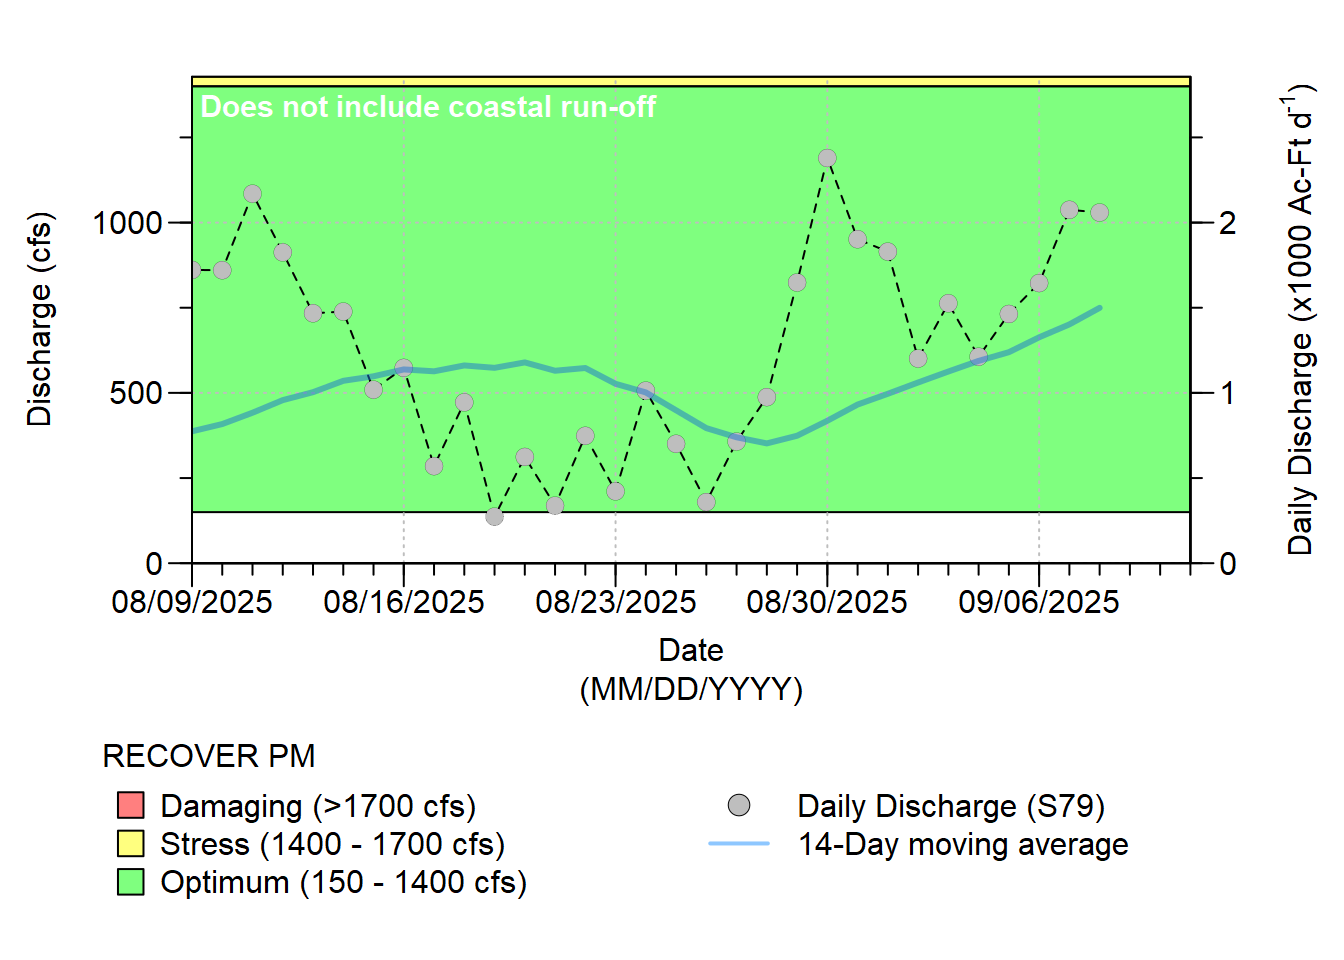 Does not include coastal run-off
Discharge (cfs)
1000
500
0
Daily Discharge (x1000 Ac-Ft d-1)
2
1
0
08/09/2025 08/16/2025 08/23/2025 08/30/2025 09/06/2025
Date
(MM/DD/YYYY)
RECOVER PM
Damaging (>1700 cfs)
Stress (1400 - 1700 cfs)
Optimum (150 - 1400 cfs)
Daily Discharge (S79)
14-Day moving average